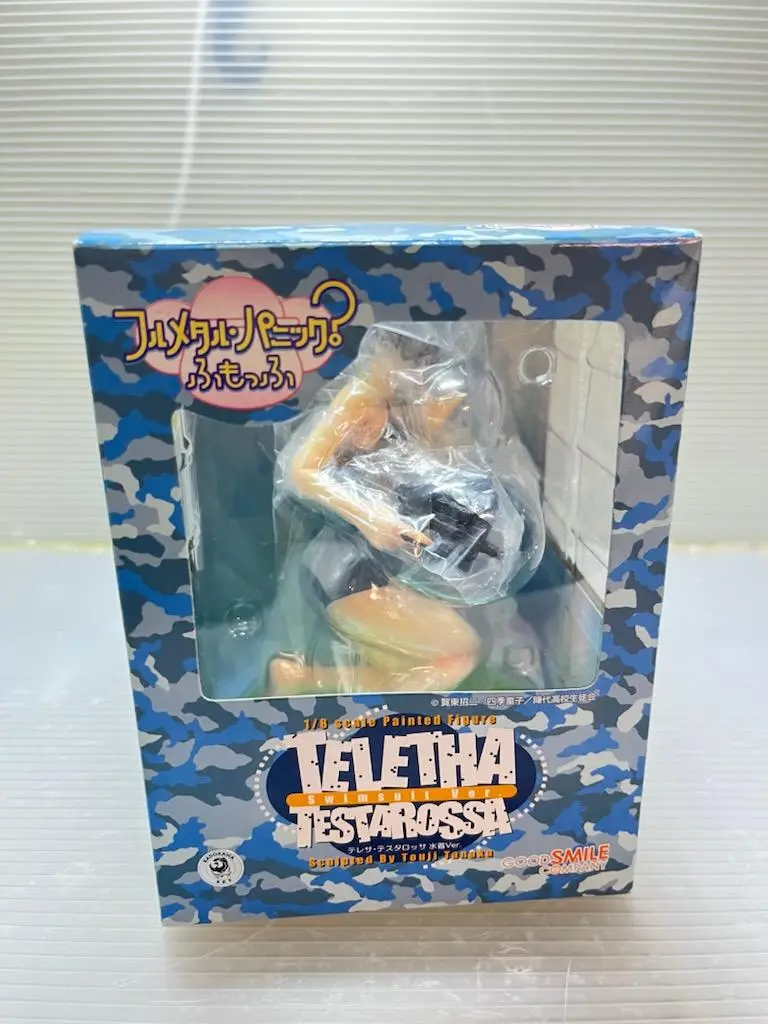 フルメタル・パニック?
ふもっふ
© 賀東招二・四季童子/陣代高校生徒会
1/8 scale Painted Figure
TELETHA
Swimsuit Ver.
TESTAROSSA
テレサ・テスタロッサ 水着Ver.
Sculpted By Touji Tanaka
KADOKAWA
GOOD SMILE
COMPANY